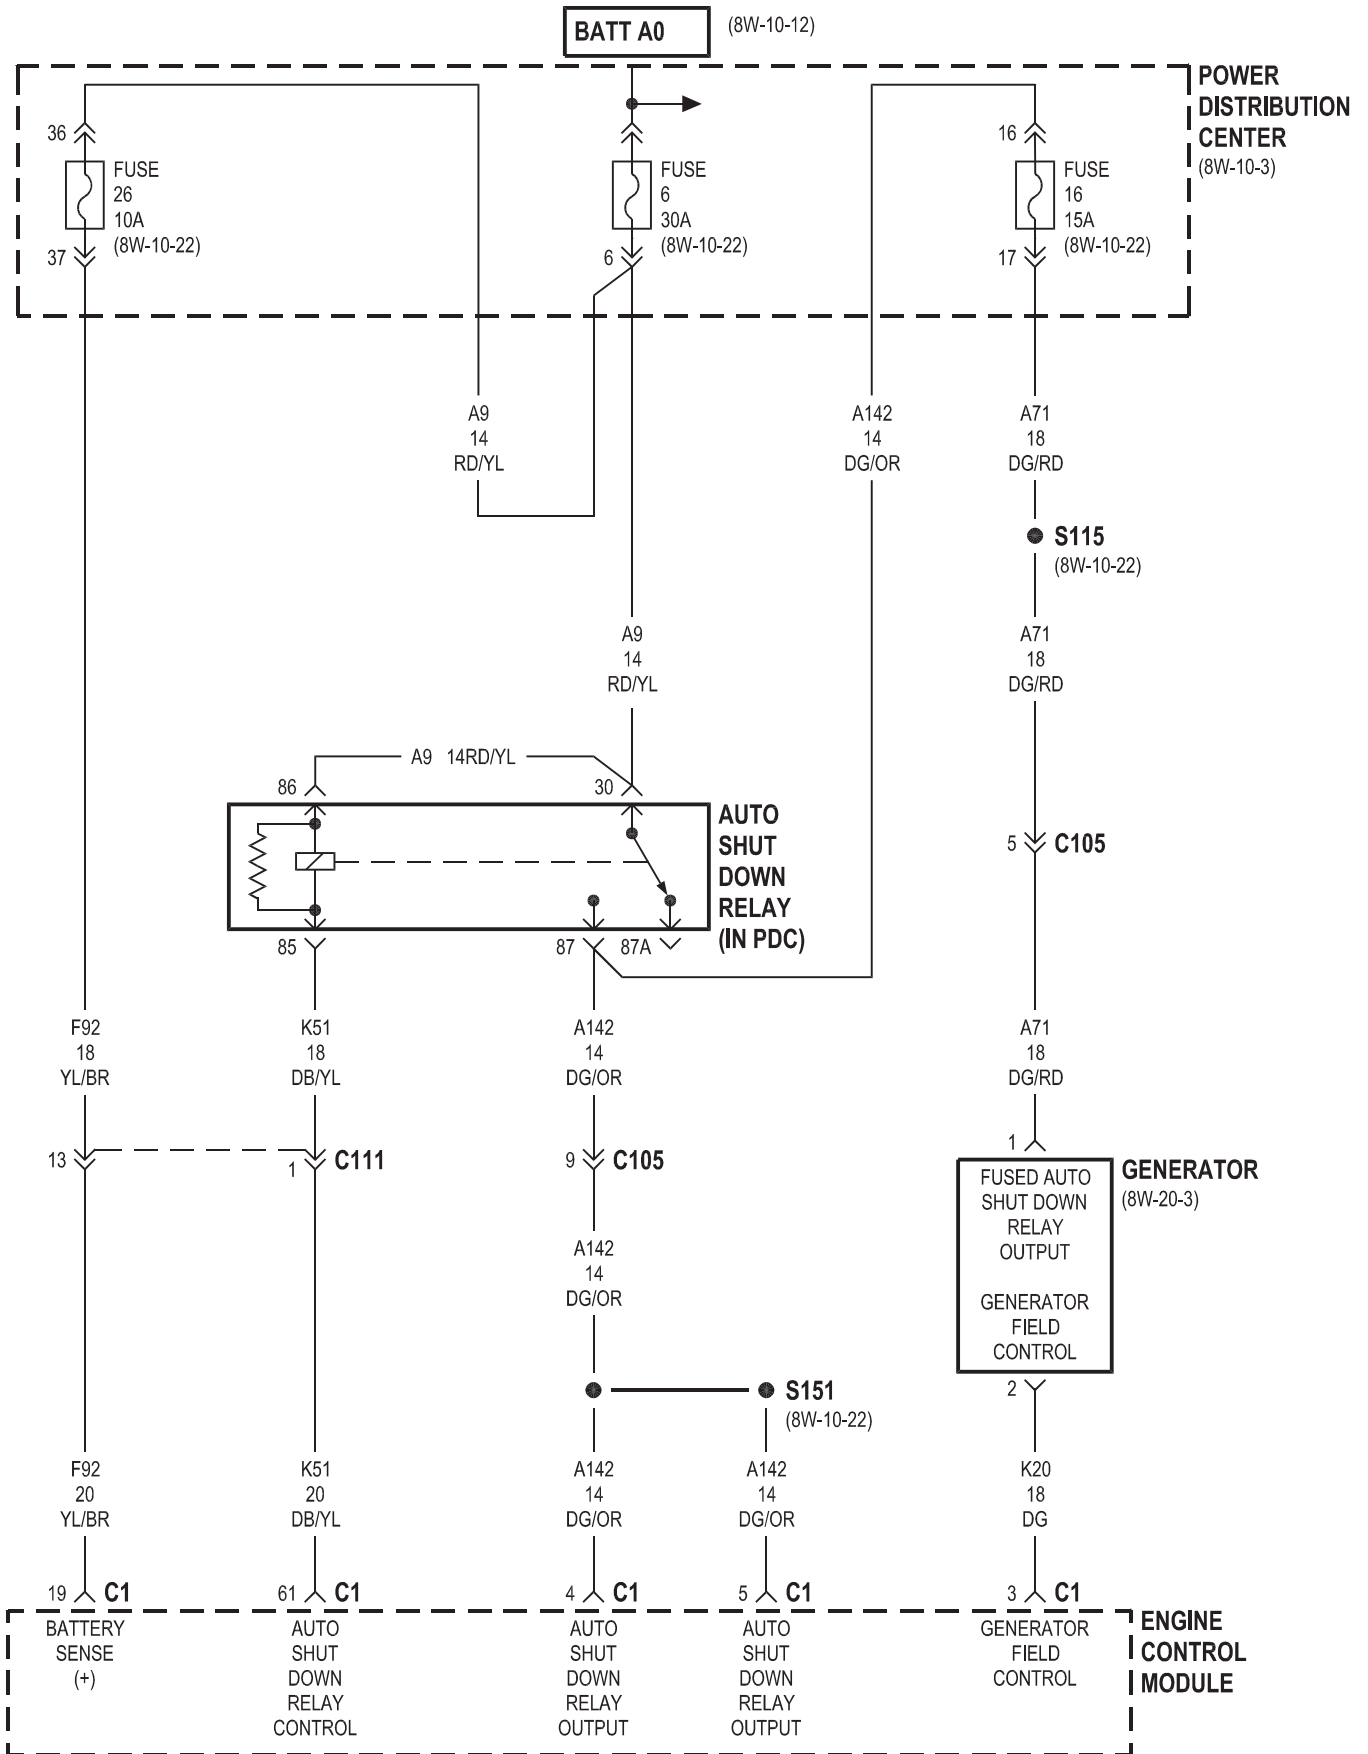 BATT A0
(8W-10-12)
POWER
DISTRIBUTION
CENTER
(8W-10-3)
36
FUSE
26
10A
(8W-10-22)
37
FUSE
6
30A
(8W-10-22)
6
16
FUSE
16
15A
(8W-10-22)
17
A9
14
RD/YL
A142
14
DG/OR
A71
18
DG/RD
S115
(8W-10-22)
A9
14
RD/YL
A71
18
DG/RD
A9 14RD/YL
86
30
AUTO
SHUT
DOWN
RELAY
(IN PDC)
5
C105
85
87
87A
F92
18
YL/BR
K51
18
DB/YL
A142
14
DG/OR
A71
18
DG/RD
13
1
C111
9
C105
1
FUSED AUTO
SHUT DOWN
RELAY
OUTPUT
GENERATOR
FIELD
CONTROL
GENERATOR
(8W-20-3)
A142
14
DG/OR
2
S151
(8W-10-22)
F92
20
YL/BR
K51
20
DB/YL
A142
14
DG/OR
A142
14
DG/OR
K20
18
DG
19
C1
61
C1
4
C1
5
C1
3
C1
BATTERY
SENSE
(+)
AUTO
SHUT
DOWN
RELAY
CONTROL
AUTO
SHUT
DOWN
RELAY
OUTPUT
AUTO
SHUT
DOWN
RELAY
OUTPUT
GENERATOR
FIELD
CONTROL
ENGINE
CONTROL
MODULE